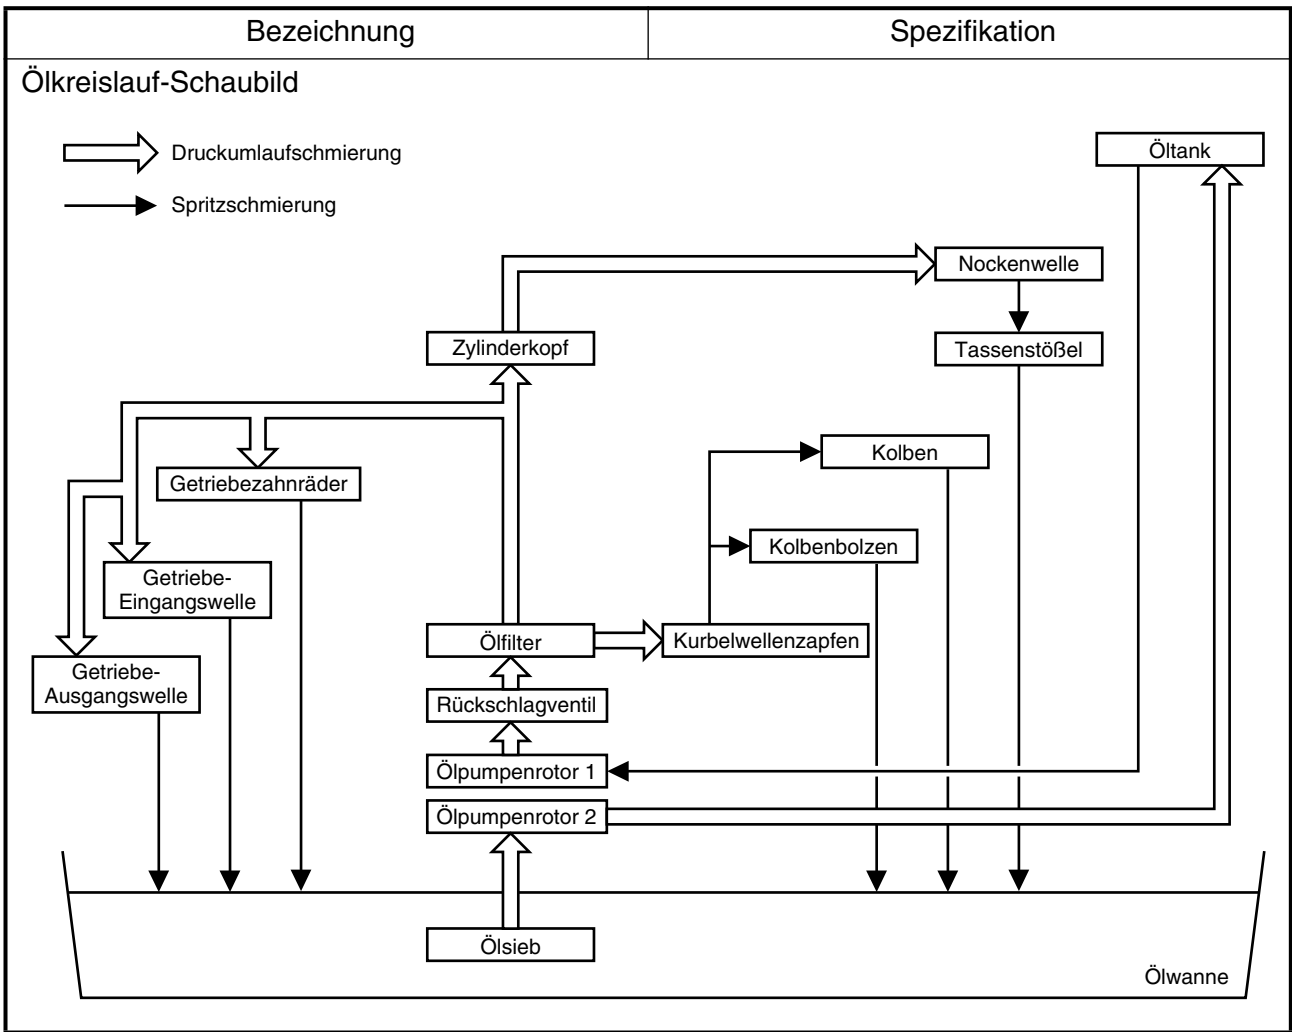 Bezeichnung
Spezifikation
Ölkreislauf-Schaubild
Druckumlaufschmierung
Spritzschmierung
Öltank
Nockenwelle
Zylinderkopf
Tassenstößel
Kolben
Getriebezahnräder
Kolbenbolzen
Getriebe-
Eingangswelle
Ölfilter
Kurbelwellenzapfen
Getriebe-
Ausgangswelle
Rückschlagventil
Ölpumpenrotor 1
Ölpumpenrotor 2
Ölsieb
Ölwanne